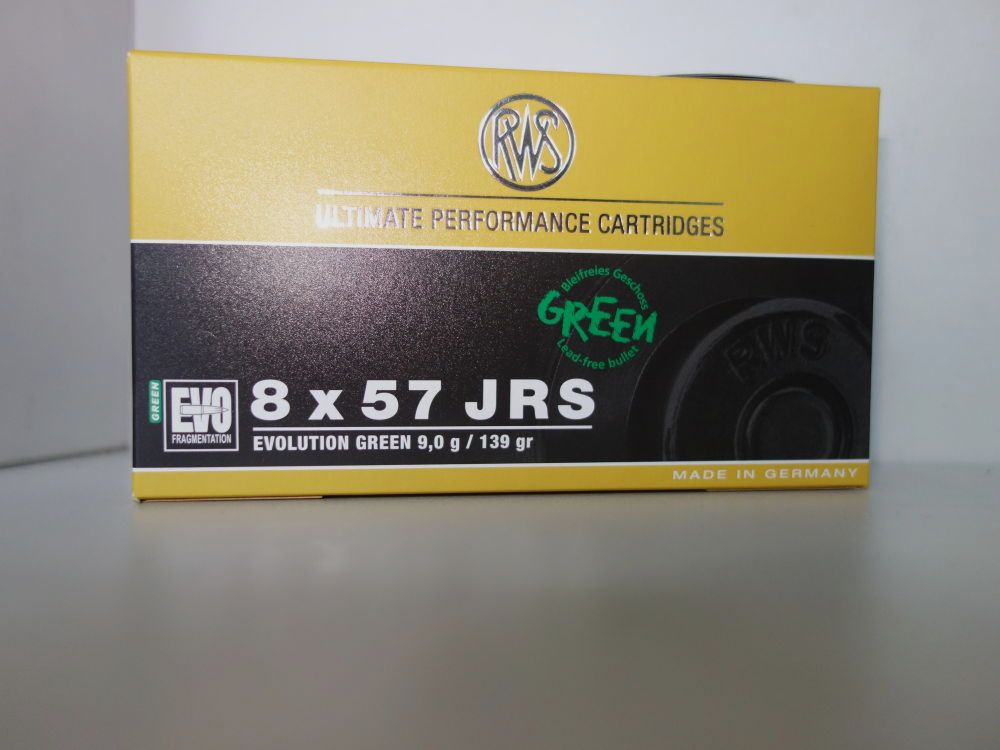 RWS
ULTIMATE PERFORMANCE CARTRIDGES
Bleifreies Geschoss
GREEN
Lead-free bullet
RWS
GREEN
EVO
FRAGMENTATION
8 x 57 JRS
EVOLUTION GREEN 9,0 g / 139 gr
MADE IN GERMANY